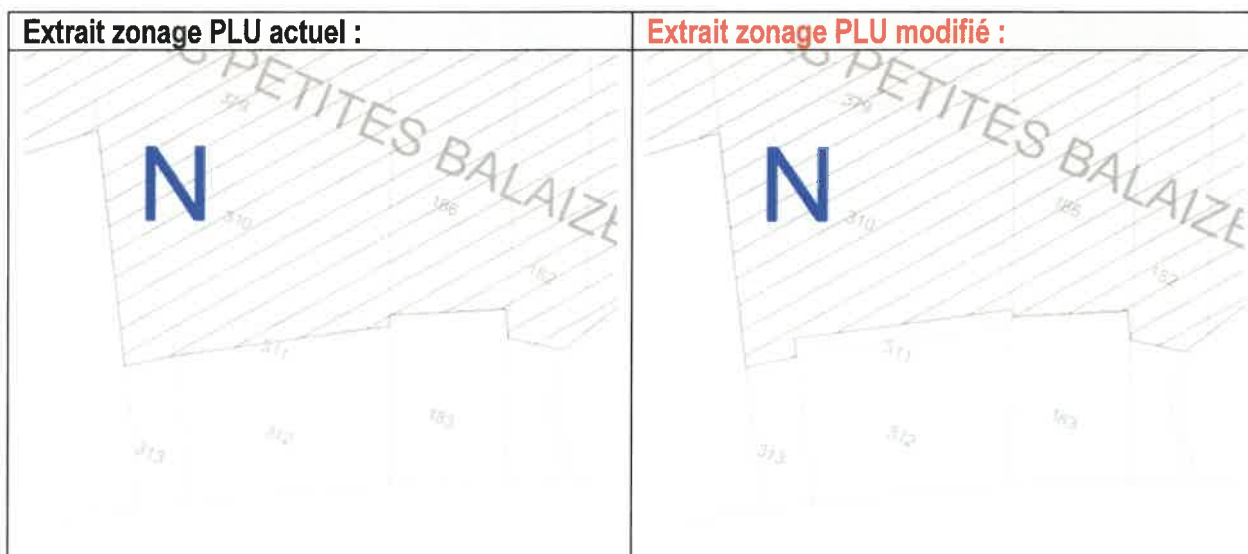 Extrait zonage PLU actuel :
S PETITES BALAIZE
N
310
186
182
311
312
183
313
Extrait zonage PLU modifié :
S PETITES BALAIZE
N
310
182
311
312
183
313